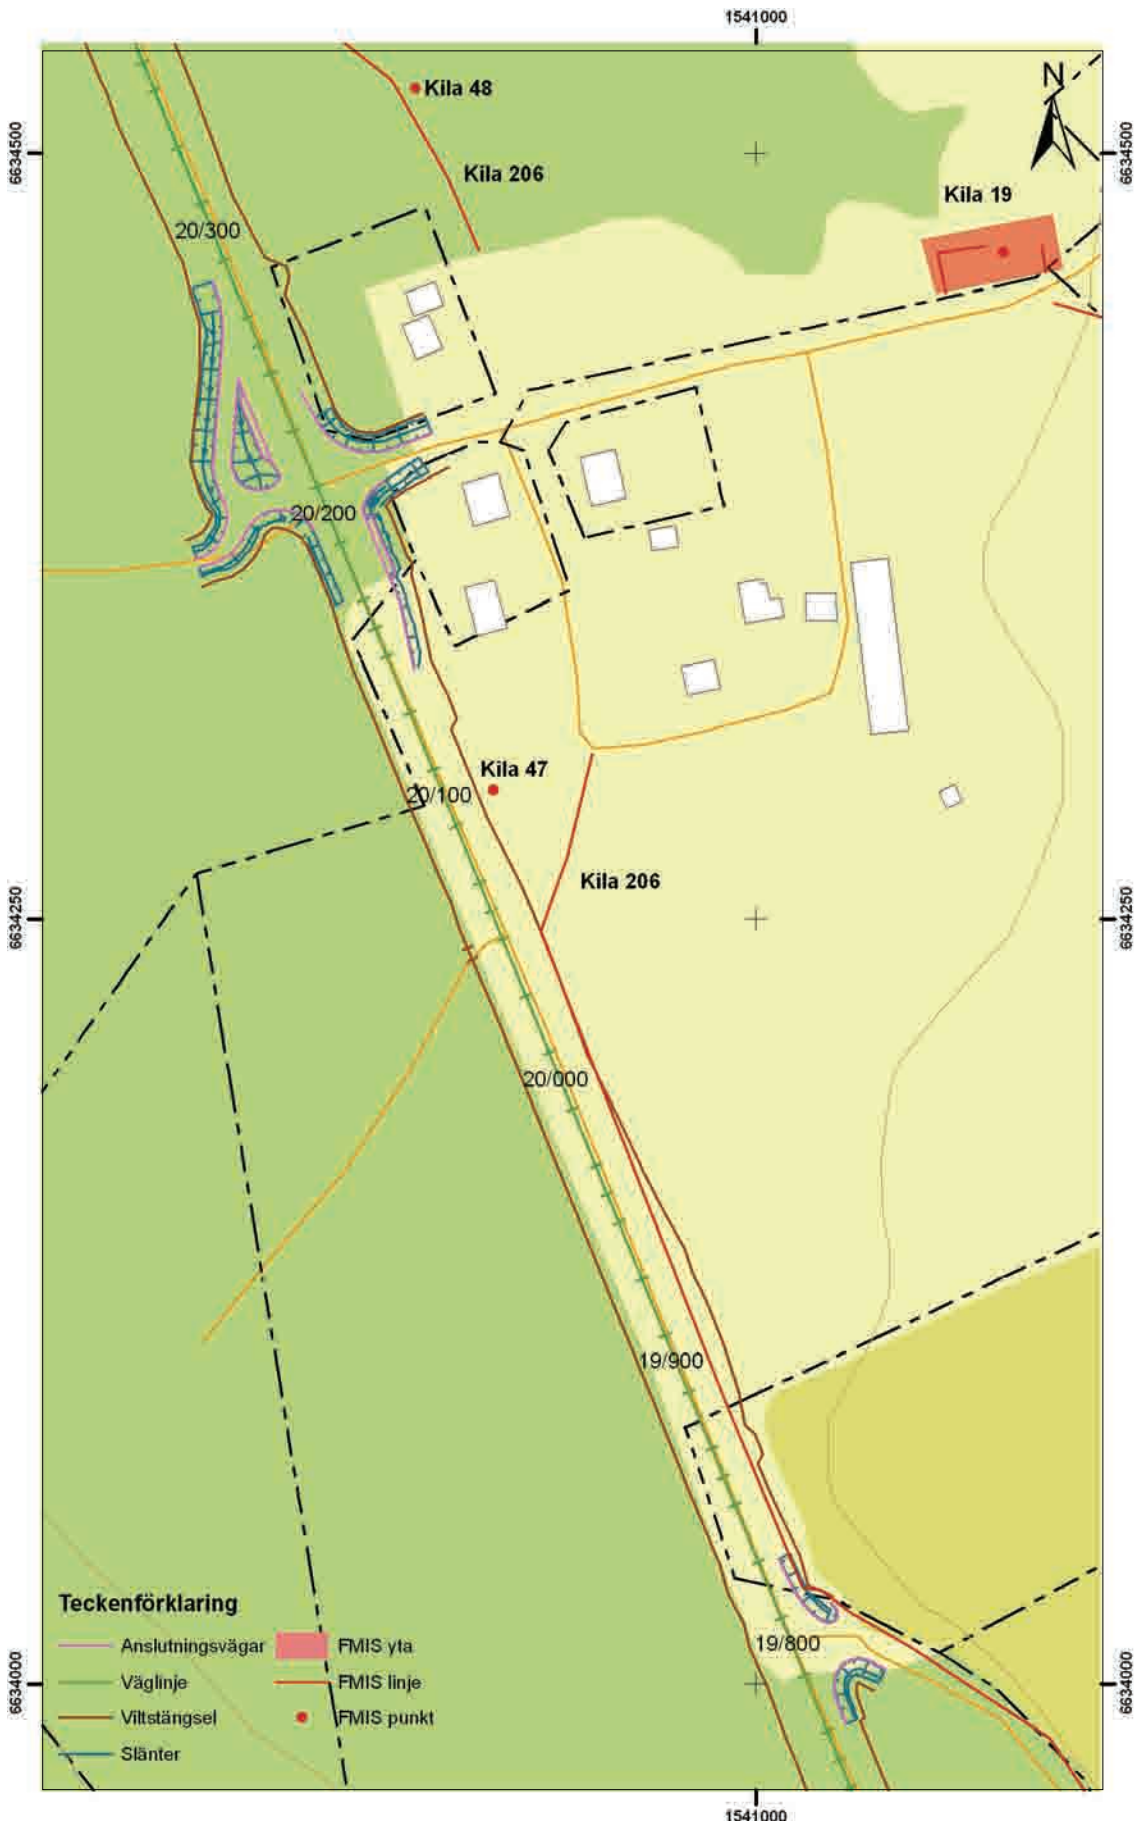 1541000
N
Kila 48
6634500
6634500
Kila 206
Kila 19
20/300
20/200
Kila 47
20/100
Kila 206
6634250
6634250
20/000
19/900
Teckenförklaring
19/800
Anslutningsvägar
FMIS yta
Väglinje
FMIS linje
6634000
6634000
Viltstängsel
FMIS punkt
Slänter
1541000